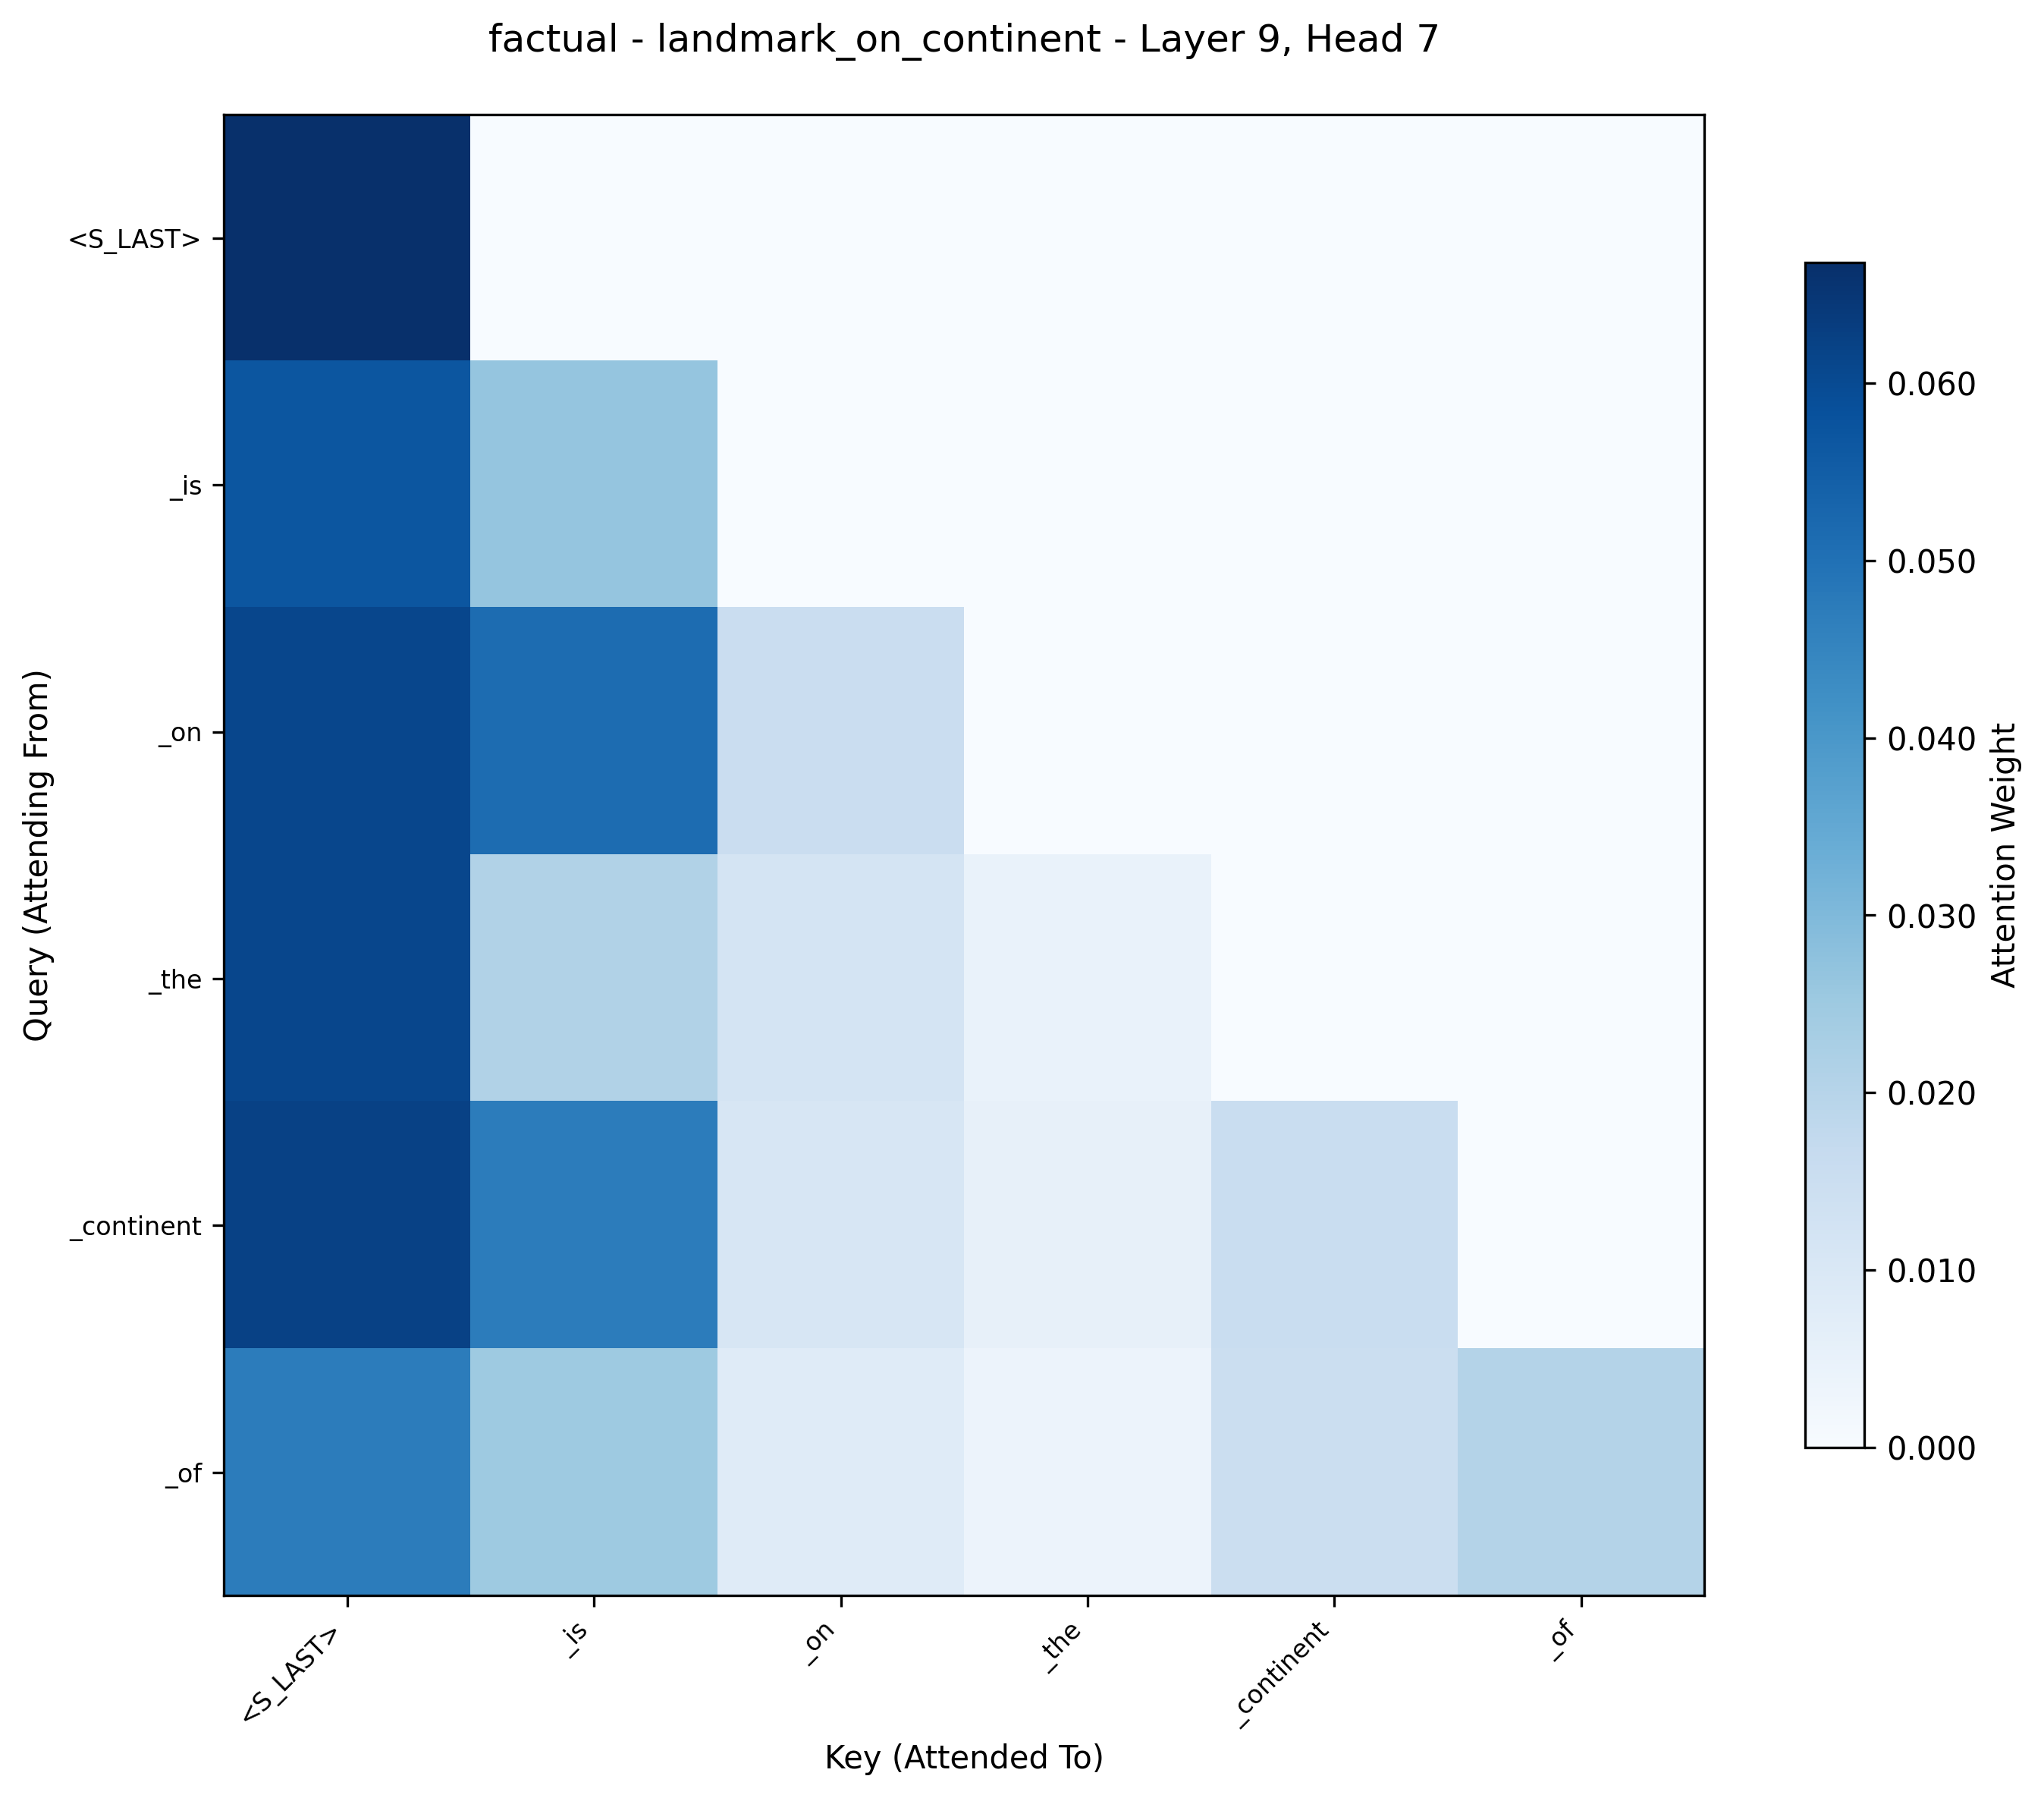 factual - landmark_on_continent - Layer 9, Head 7
Query (Attending From)
<S_LAST>
_is
_on
_the
_continent
_of
<S_LAST>
_is
_on
_the
_continent
_of
Key (Attended To)
0.060
0.050
0.040
0.030
0.020
0.010
0.000
Attention Weight